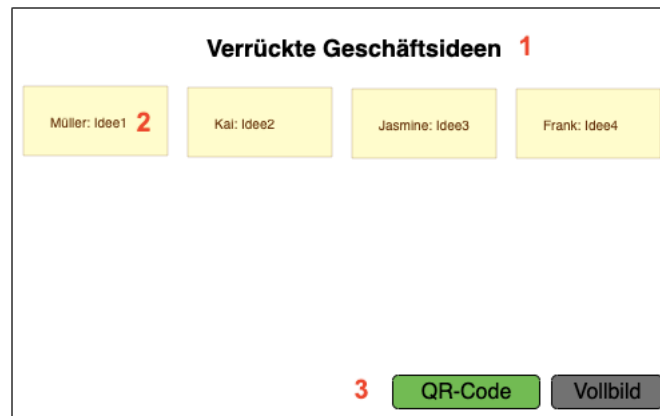 Verrückte Geschäftsideen 1
Müller: Idee1 2 Kai: Idee2 Jasmine: Idee3 Frank: Idee4
3 QR-Code Vollbild